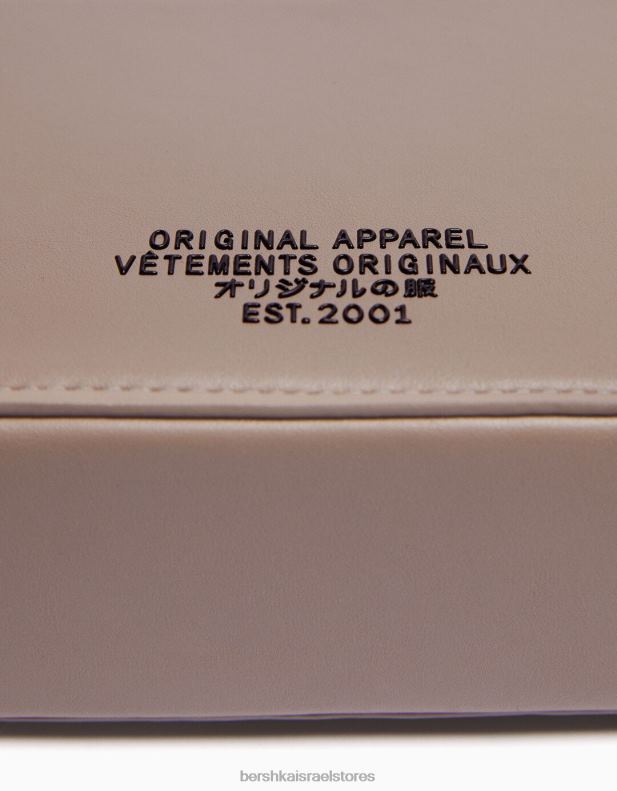 ORIGINAL APPAREL
VÊTEMENTS ORIGINAUX
オリジナルの服
EST. 2001
bershkaisraelstores